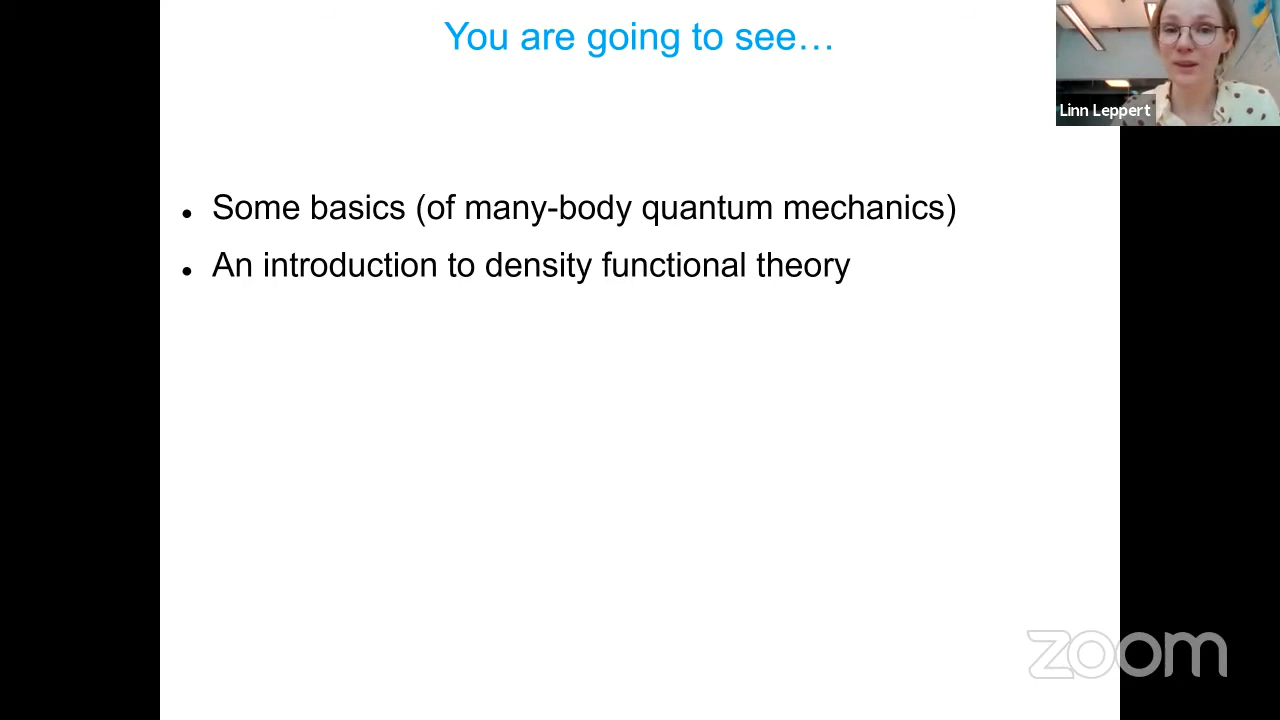 You are going to see…
Linn Leppert
• Some basics (of many-body quantum mechanics)
• An introduction to density functional theory
zoom